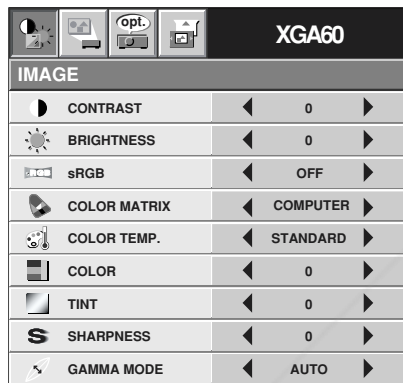 opt.
XGA60
IMAGE
CONTRAST 0
BRIGHTNESS 0
sRGB OFF
COLOR MATRIX COMPUTER
COLOR TEMP. STANDARD
COLOR 0
TINT 0
S SHARPNESS 0
GAMMA MODE AUTO